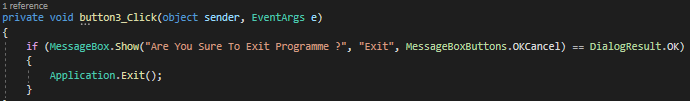 1 reference
private void button3_Click(object sender, EventArgs e)
{
if (MessageBox.Show("Are You Sure To Exit Programme ?", "Exit", MessageBoxButtons.OKCancel) == DialogResult.OK)
{
Application.Exit();
}